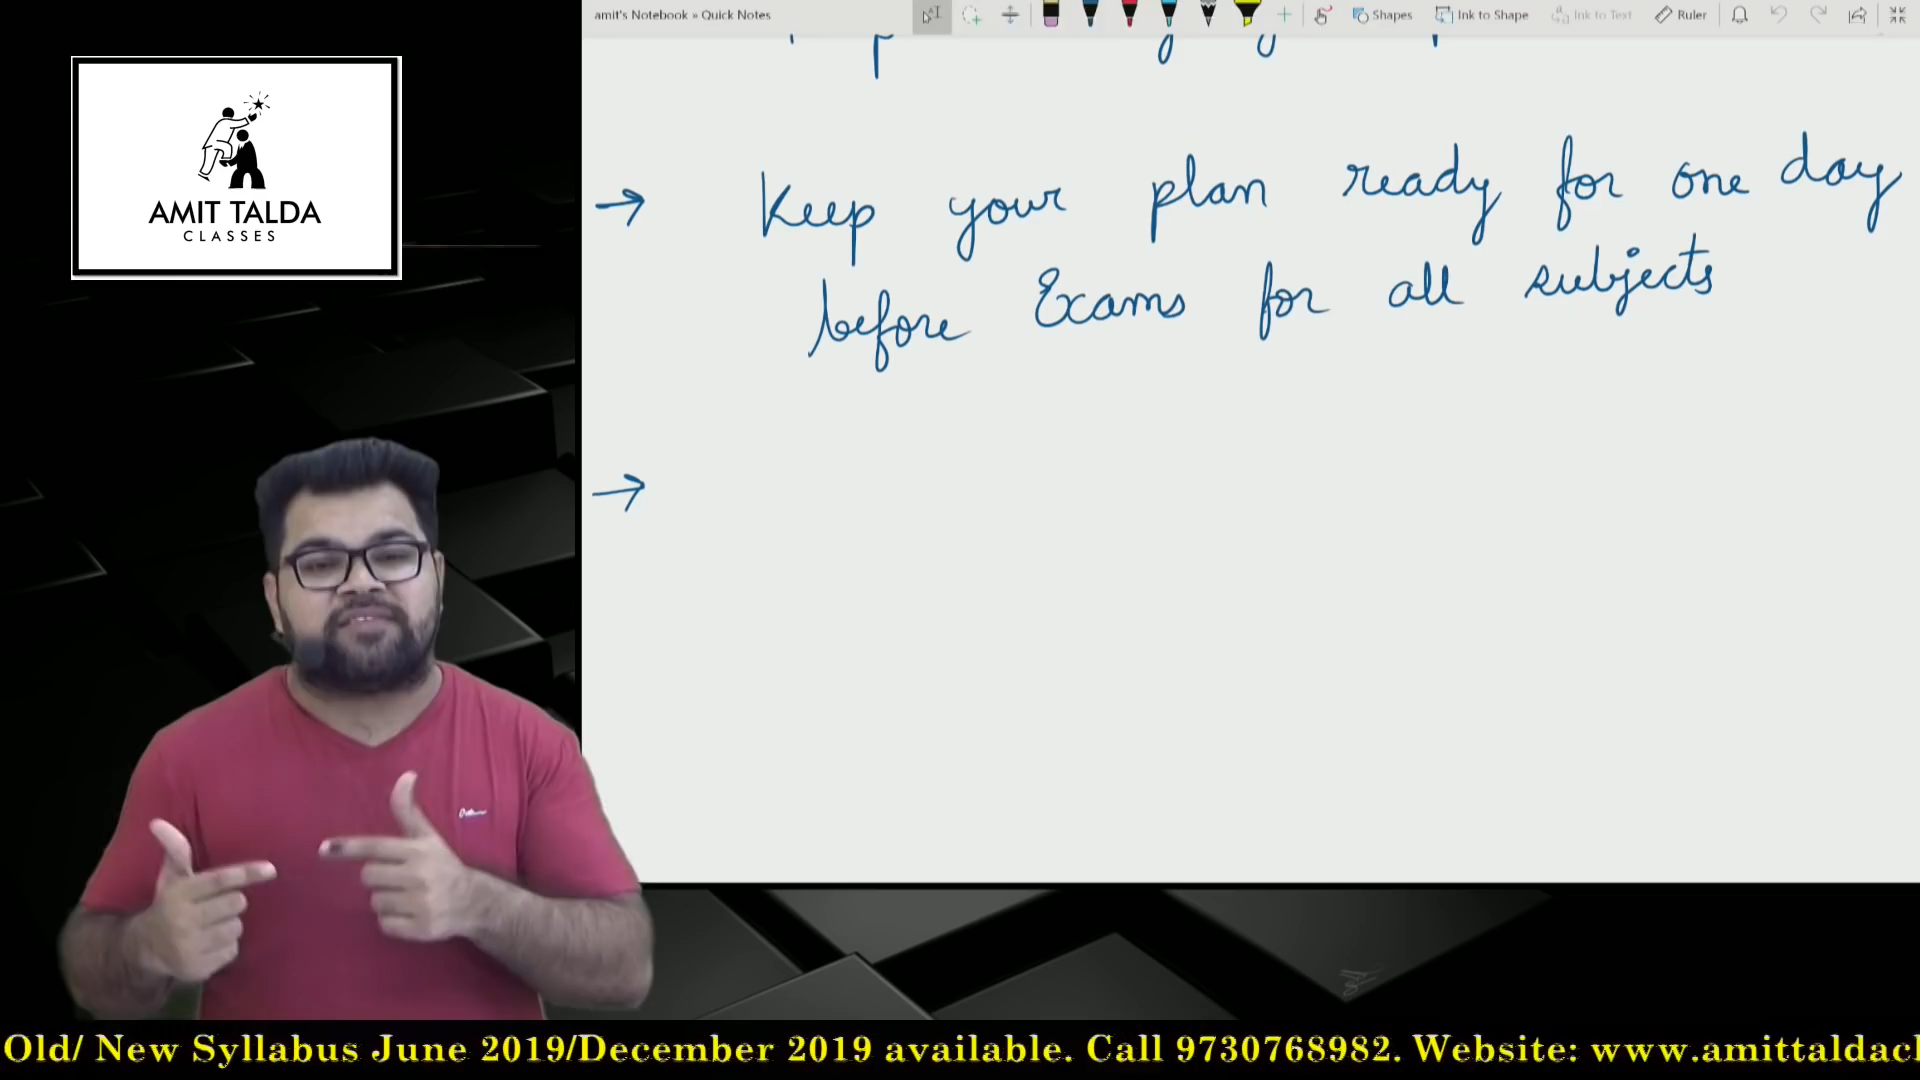 amit's Notebook » Quick Notes
Shapes
Ink to Shape
Ink to Text
Ruler
AMIT TALDA
CLASSES
→ Keep your plan ready for one day
before Exams for all subjects
→
Old/ New Syllabus June 2019/December 2019 available. Call 9730768982. Website: www.amittaldacl